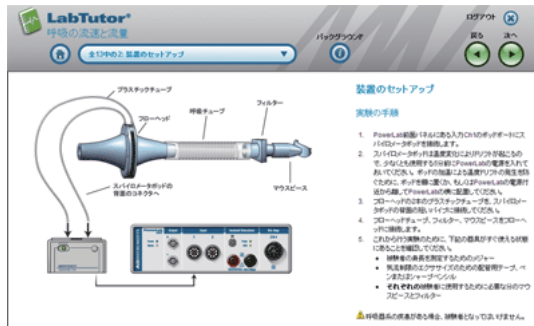 LabTutor®
呼吸の流速と流量
ログアウト
全13中の2: 装置のセットアップ
バックグラウンド
戻る
次へ
プラスチックチューブ
フローヘッド
呼吸チューブ
フィルター
マウスピース
スパイロメータポッドの
背面のコネクタへ
装置のセットアップ
実験の手順
1. PowerLab前面パネルにある入力Ch1のポッドポートにス
パイロメータポッドを接続します。
2. スパイロメータポッドは温度変化によりドリフトが起こるの
で、少なくとも使用する5分前にPowerLabの電源を入れて
おいてください。ポッドの加温による温度ドリフトの発生を防
ぐために、ポッドを棚に置くか、もしくはPowerLabの電源付
近から離してPowerLabの横に配置してください。
3. フローヘッドの2本のプラスチックチューブを、スパイロメー
タポッドの背面の短いパイプに接続してください。
4. フローヘッドチューブ、フィルター、マウスピースをフローヘ
ッドに接続します。
5. これから行う実験のために、下記の器具がすぐ使える状態
にあることを確認してください。
• 被験者の身長を測定するためのメジャー
• 気流制限のエクササイズのための配管用テープ、ペ
ンまたはシャープペンシル
• それぞれの被験者に使用するために必要な分のマウ
スピースとフィルター
呼吸器系の疾患がある場合、被験者となってはいけません。